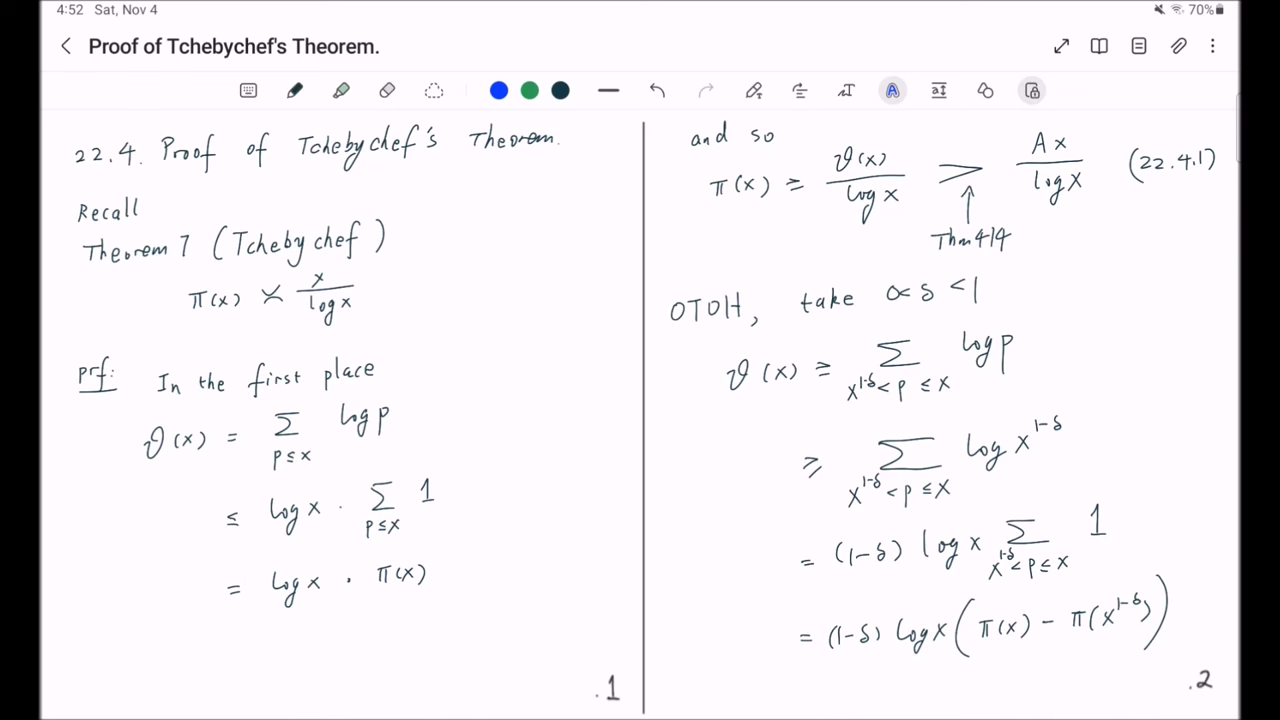 4:52 Sat, Nov 4
70%
Proof of Tchebychef's Theorem.
22.4. Proof of Tchebychef's Theorem.
Recall
Theorem 7 (Tchebychef)
π(x) ≍ x / log x
prf: In the first place
ϑ(x) = Σ_{p≤x} log p
≤ log x · Σ_{p≤x} 1
= log x · π(x)
.1
and so
π(x) ≥ ϑ(x) / log x > Ax / log x (22.4.1)
↑
Thm 414
OTOH, take 0<δ<1
ϑ(x) ≥ Σ_{x^{1-δ}<p≤x} log p
≥ Σ_{x^{1-δ}<p≤x} log x^{1-δ}
= (1-δ) log x Σ_{x^{1-δ}<p≤x} 1
= (1-δ) log x (π(x) - π(x^{1-δ}))
.2